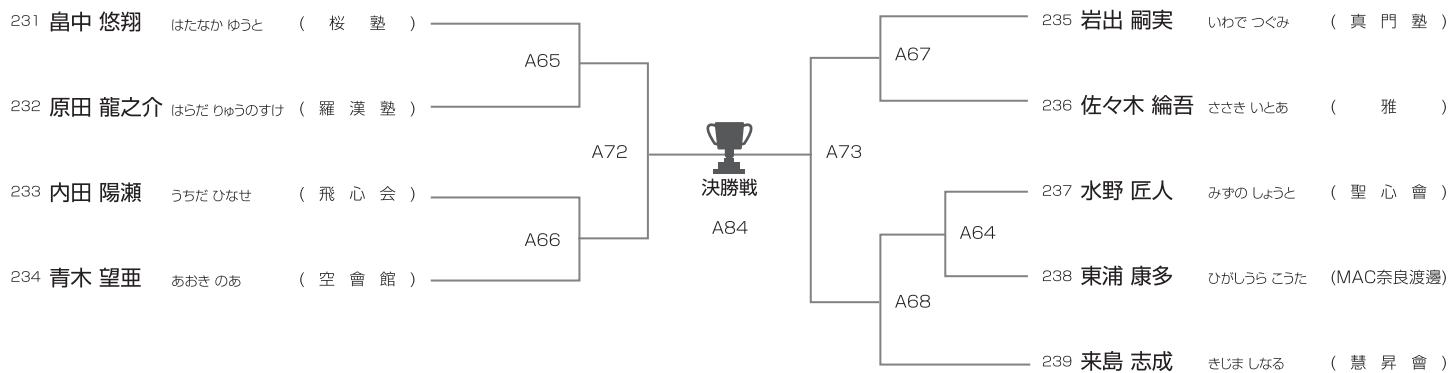 231 畠中 悠翔 はたなか ゆうと ( 桜 塾 )
A65
232 原田 龍之介 はらだ りゅうのすけ ( 羅 漢 塾 )
A72
233 内田 陽瀬 うちだ ひなせ ( 飛 心 会 )
A66
234 青木 望亜 あおき のあ ( 空 會 館 )
決勝戦
A84
235 岩出 嗣実 いわで つぐみ ( 真 門 塾 )
A67
236 佐々木 綸吾 ささき いとあ ( 雅 )
A73
237 水野 匠人 みずの しょうと ( 聖 心 會 )
A64
238 東浦 康多 ひがしうら こうた (MAC奈良渡邊)
A68
239 来島 志成 きじま しなる ( 慧 昇 會 )